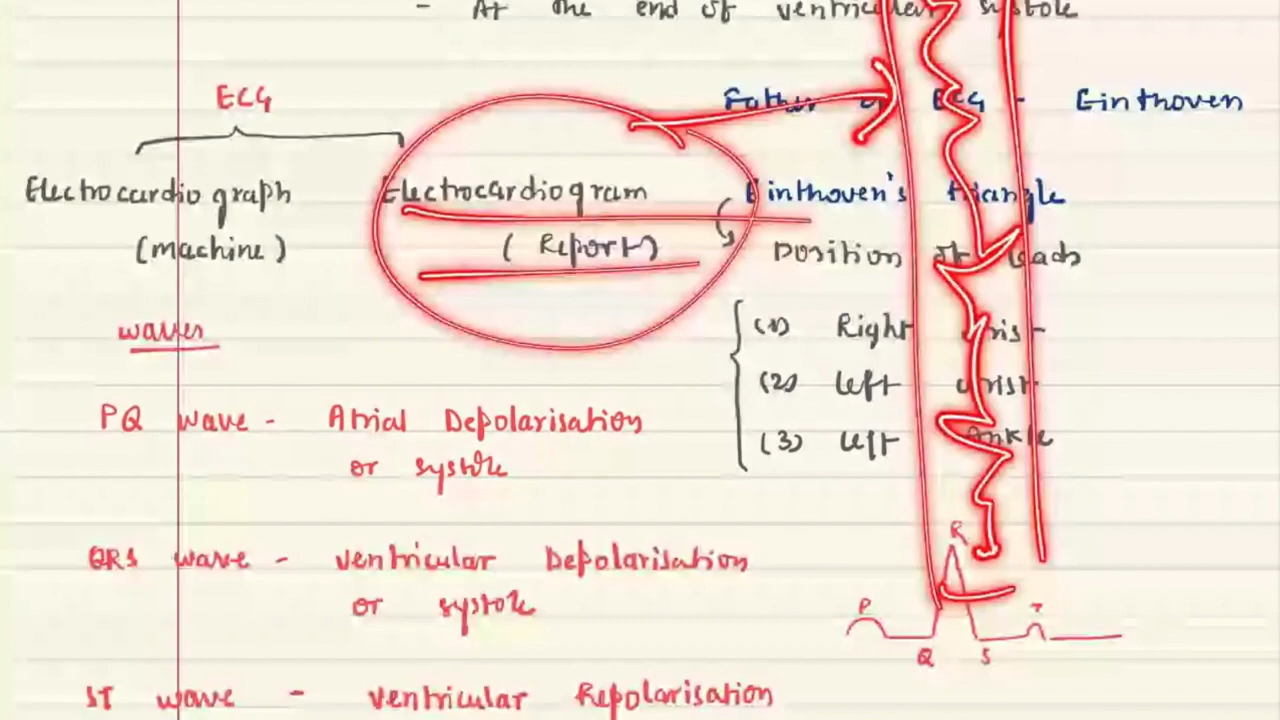 - At the end of ventricular systole
ECG
Father of ECG - Einthoven
Electrocardiograph
(machine)
Electrocardiogram
(Report)
Einthoven's triangle
Position of leads
(1) Right wrist
(2) left wrist
(3) left Ankle
waves
PQ wave - Atrial Depolarisation
or systole
QRS wave - ventricular Depolarisation
or systole
P
Q
R
S
T
ST wave - ventricular Repolarisation